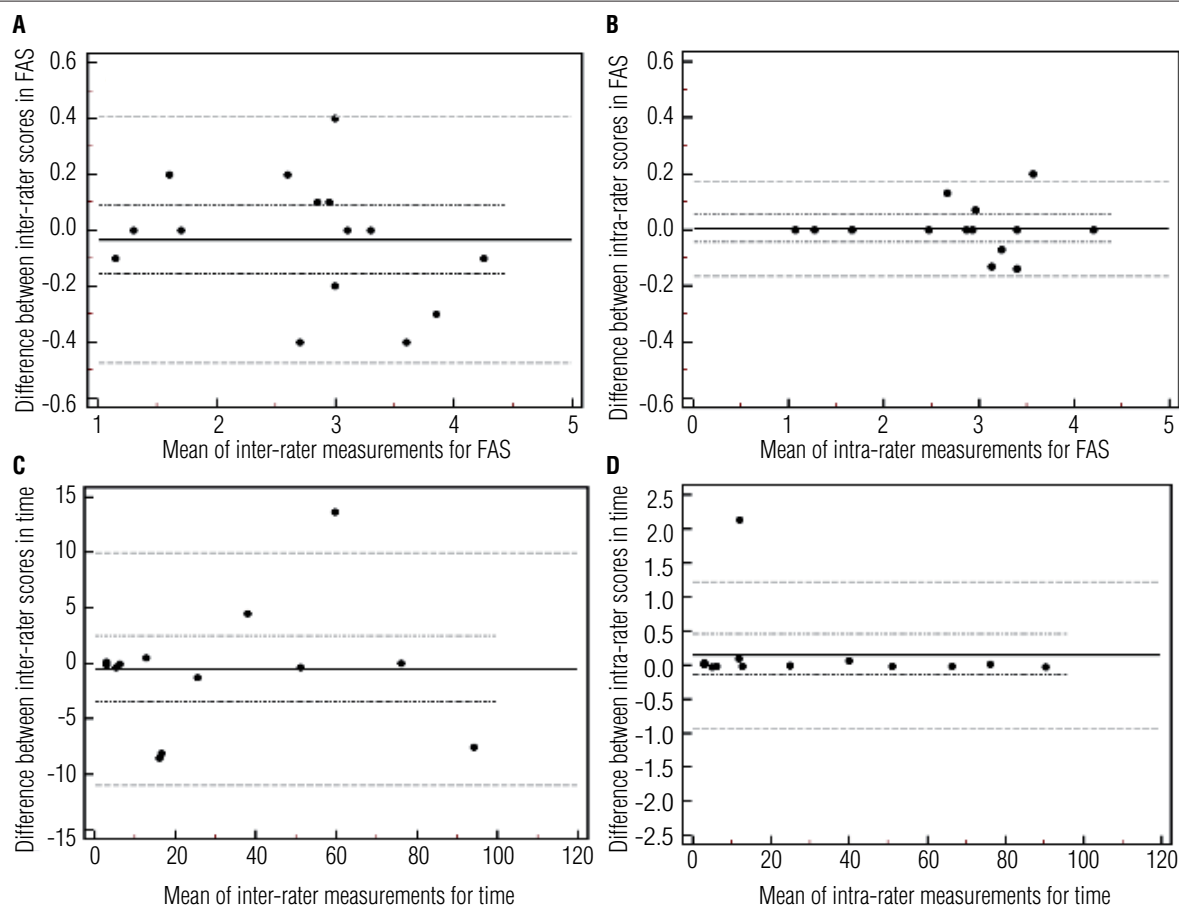 A
Difference between inter-rater scores in FAS
0.6
0.4
0.2
0.0
-0.2
-0.4
-0.6
1 2 3 4 5
Mean of inter-rater measurements for FAS
B
Difference between intra-rater scores in FAS
0.6
0.4
0.2
0.0
-0.2
-0.4
-0.6
0 1 2 3 4 5
Mean of intra-rater measurements for FAS
C
Difference between inter-rater scores in time
15
10
5
0
-5
-10
-15
0 20 40 60 80 100 120
Mean of inter-rater measurements for time
D
Difference between intra-rater scores in time
2.5
2.0
1.5
1.0
0.5
0.0
-0.5
-1.0
-1.5
-2.0
-2.5
0 20 40 60 80 100 120
Mean of intra-rater measurements for time